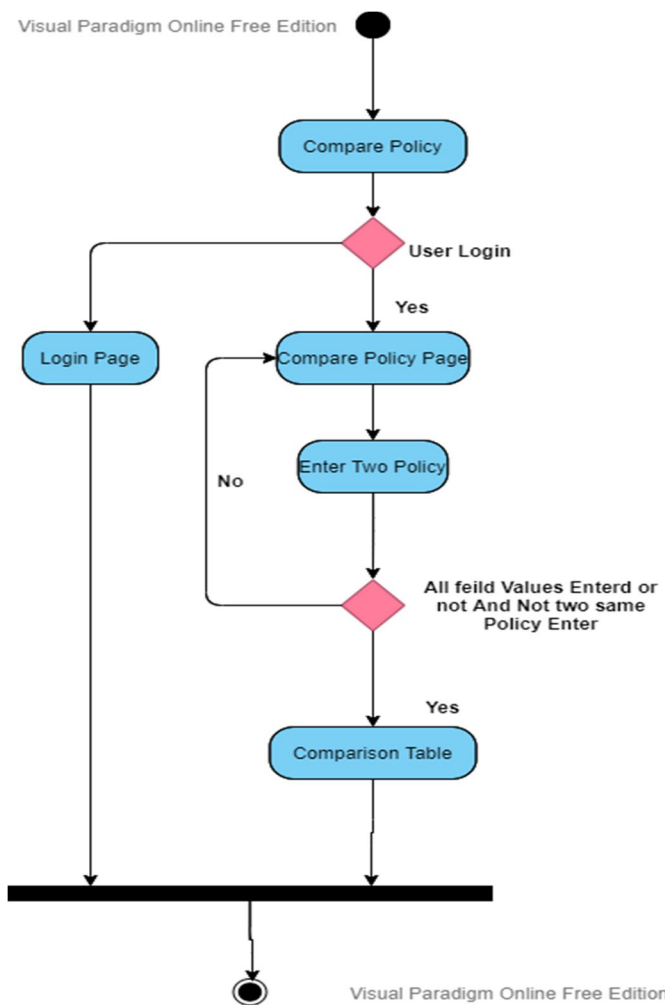 Visual Paradigm Online Free Edition
Compare Policy
User Login
Yes
Login Page
Compare Policy Page
Enter Two Policy
No
All feild Values Enterd or
not And Not two same
Policy Enter
Yes
Comparison Table
Visual Paradigm Online Free Edition